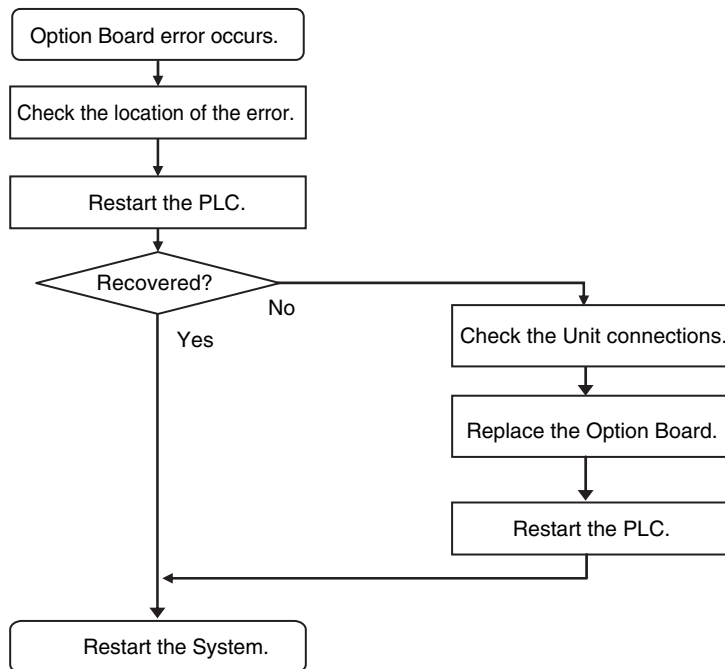 Option Board error occurs.
Check the location of the error.
Restart the PLC.
Recovered?
No
Yes
Check the Unit connections.
Replace the Option Board.
Restart the PLC.
Restart the System.